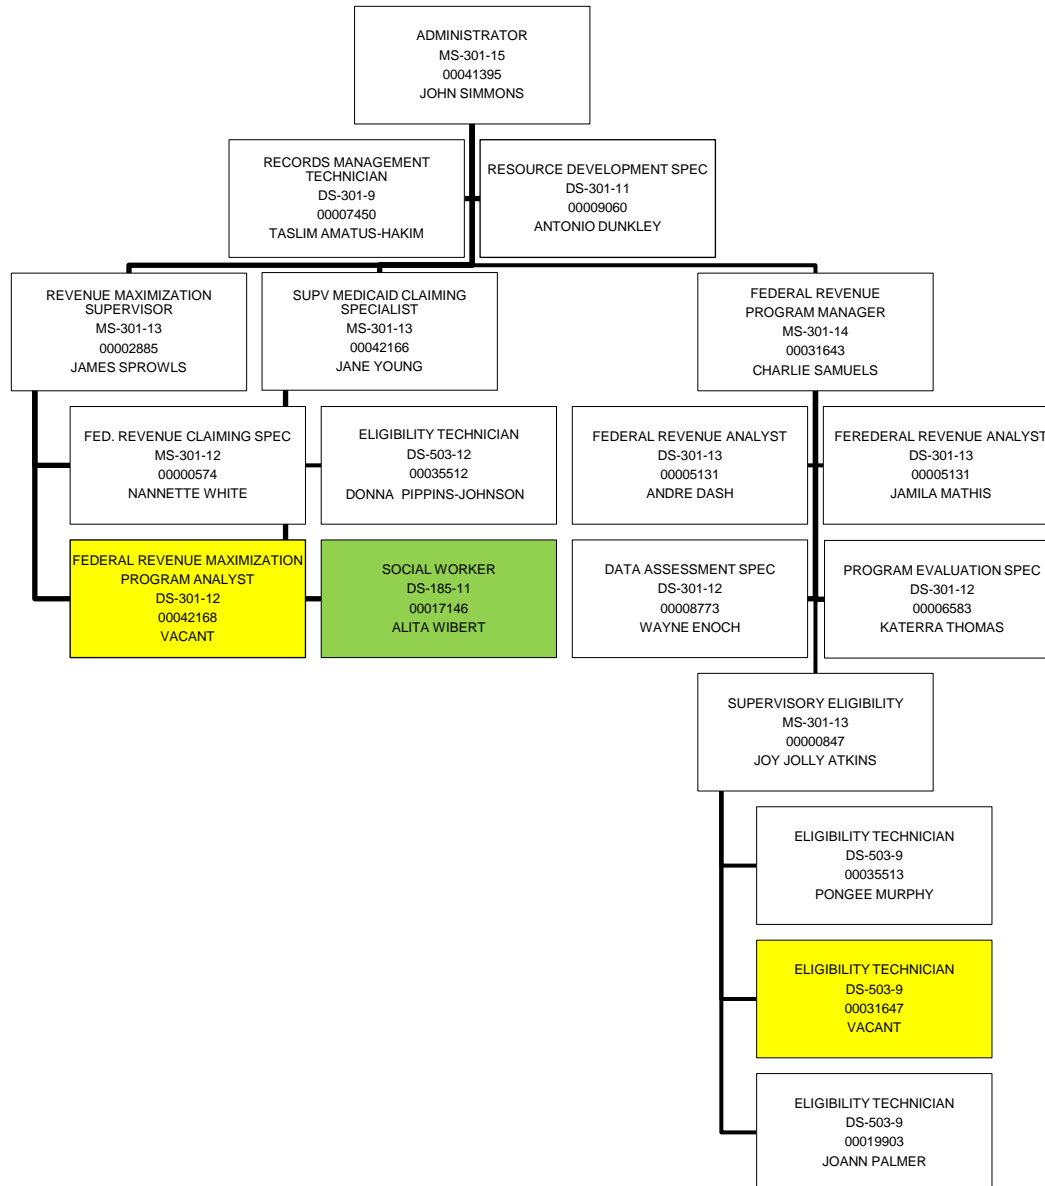 ADMINISTRATOR
MS-301-15
00041395
JOHN SIMMONS
RECORDS MANAGEMENT
TECHNICIAN
DS-301-9
00007450
TASLIM AMATUS-HAKIM
RESOURCE DEVELOPMENT SPEC
DS-301-11
00009060
ANTONIO DUNKLEY
REVENUE MAXIMIZATION
SUPERVISOR
MS-301-13
00002885
JAMES SPROWLS
SUPV MEDICAID CLAIMING
SPECIALIST
MS-301-13
00042166
JANE YOUNG
FEDERAL REVENUE
PROGRAM MANAGER
MS-301-14
00031643
CHARLIE SAMUELS
FED. REVENUE CLAIMING SPEC
MS-301-12
00000574
NANNETTE WHITE
ELIGIBILITY TECHNICIAN
DS-503-12
00035512
DONNA PIPPINS-JOHNSON
FEDERAL REVENUE ANALYST
DS-301-13
00005131
ANDRE DASH
FEREDERAL REVENUE ANALYST
DS-301-13
00005131
JAMILA MATHIS
FEDERAL REVENUE MAXIMIZATION
PROGRAM ANALYST
DS-301-12
00042168
VACANT
SOCIAL WORKER
DS-185-11
00017146
ALITA WIBERT
DATA ASSESSMENT SPEC
DS-301-12
00008773
WAYNE ENOCH
PROGRAM EVALUATION SPEC
DS-301-12
00006583
KATERRA THOMAS
SUPERVISORY ELIGIBILITY
MS-301-13
00000847
JOY JOLLY ATKINS
ELIGIBILITY TECHNICIAN
DS-503-9
00035513
PONGEE MURPHY
ELIGIBILITY TECHNICIAN
DS-503-9
00031647
VACANT
ELIGIBILITY TECHNICIAN
DS-503-9
00019903
JOANN PALMER